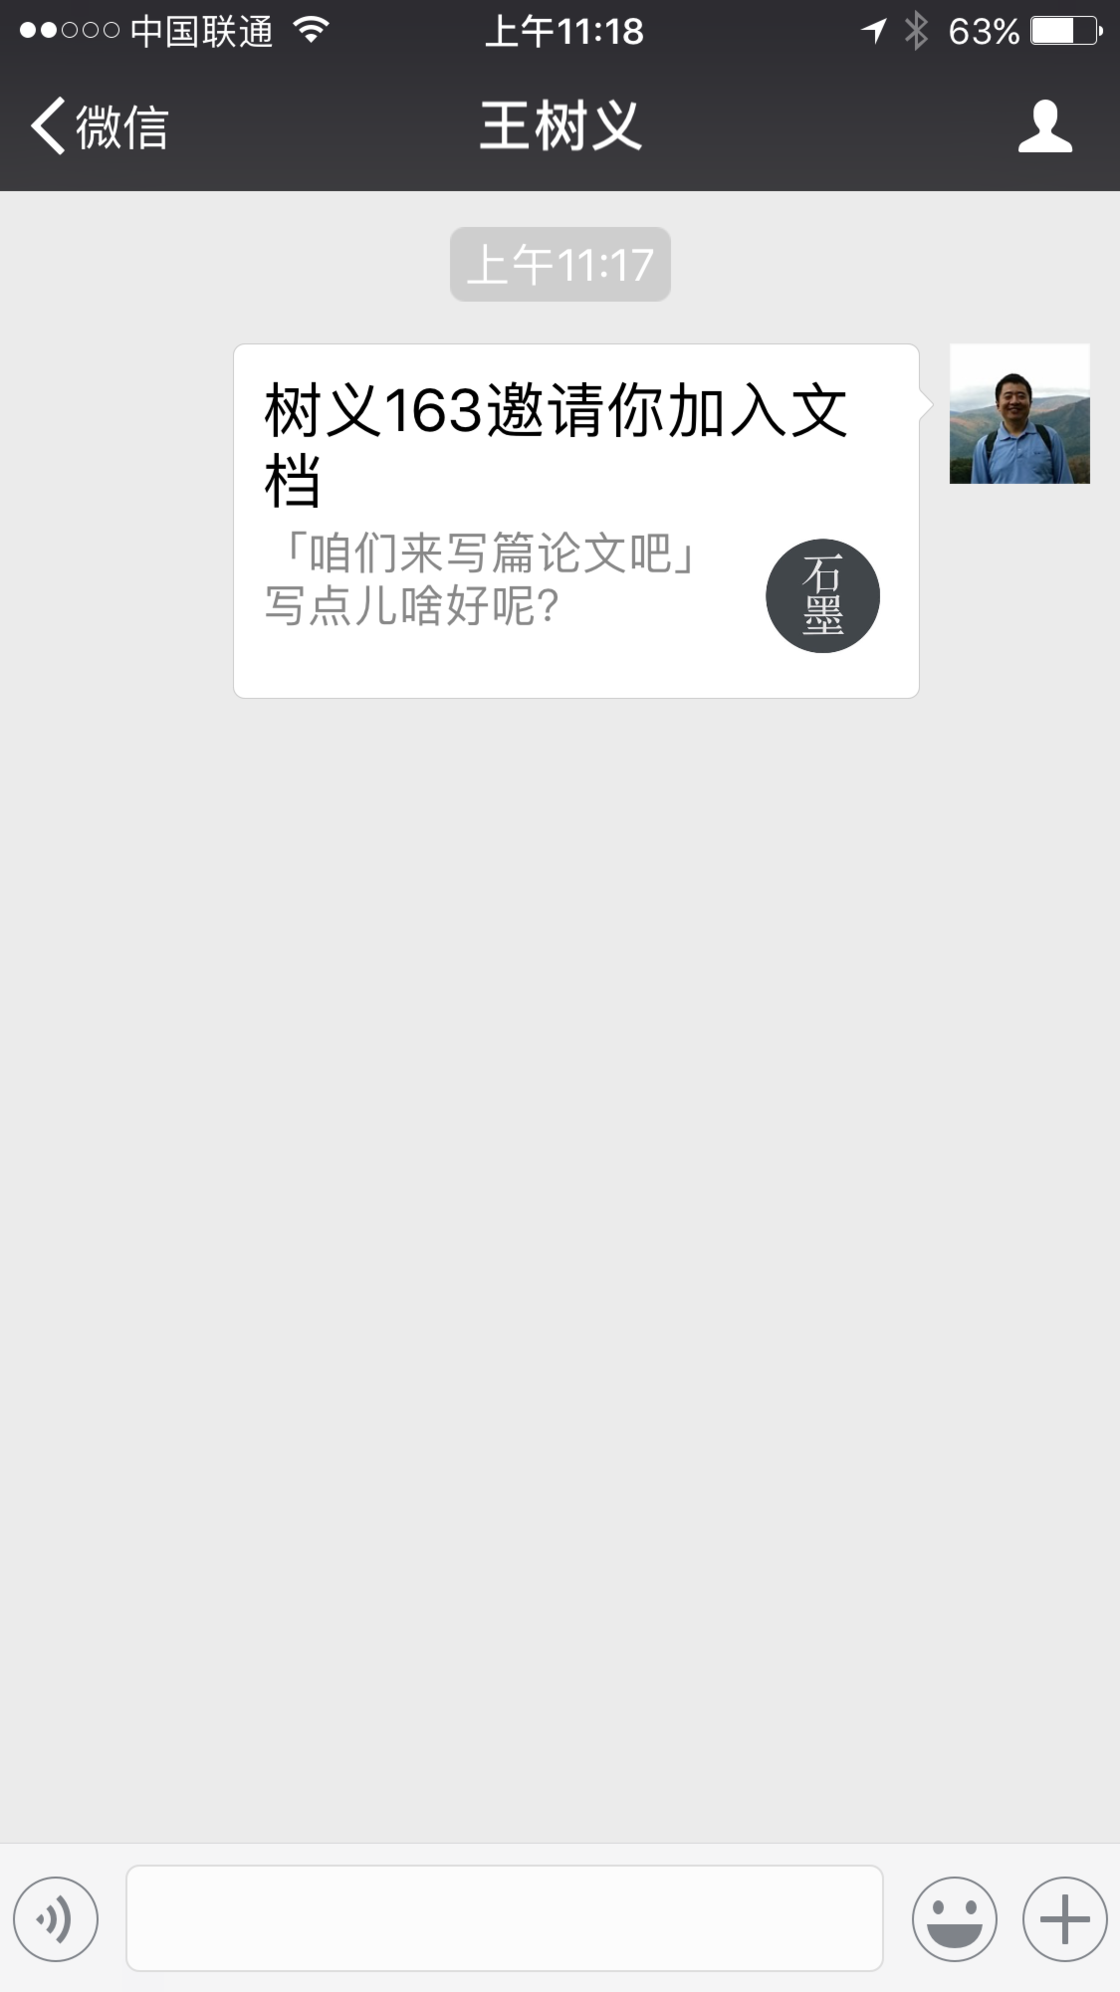 中国联通 上午11:18 63%
微信 王树义
上午11:17
树义163邀请你加入文
档
「咱们来写篇论文吧」
写点儿啥好呢?
石
墨